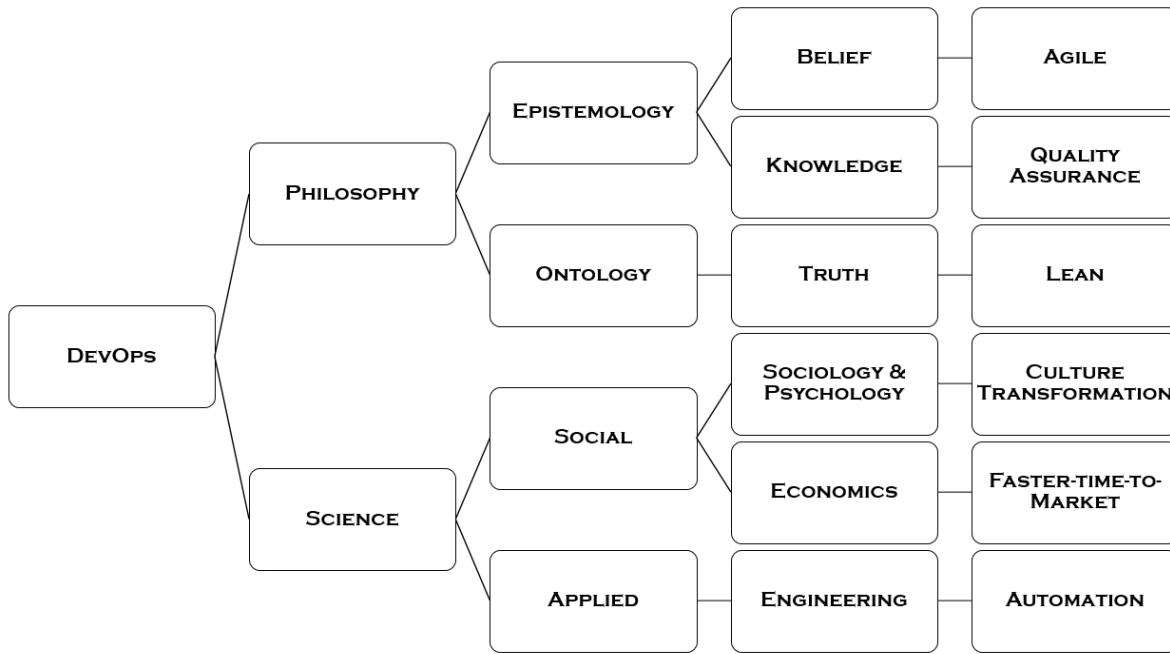 DevOps
Philosophy
Science
Epistemology
Ontology
Social
Applied
Belief
Knowledge
Truth
Sociology &
Psychology
Economics
Engineering
Agile
Quality
Assurance
Lean
Culture
Transformation
Faster-time-to-
Market
Automation